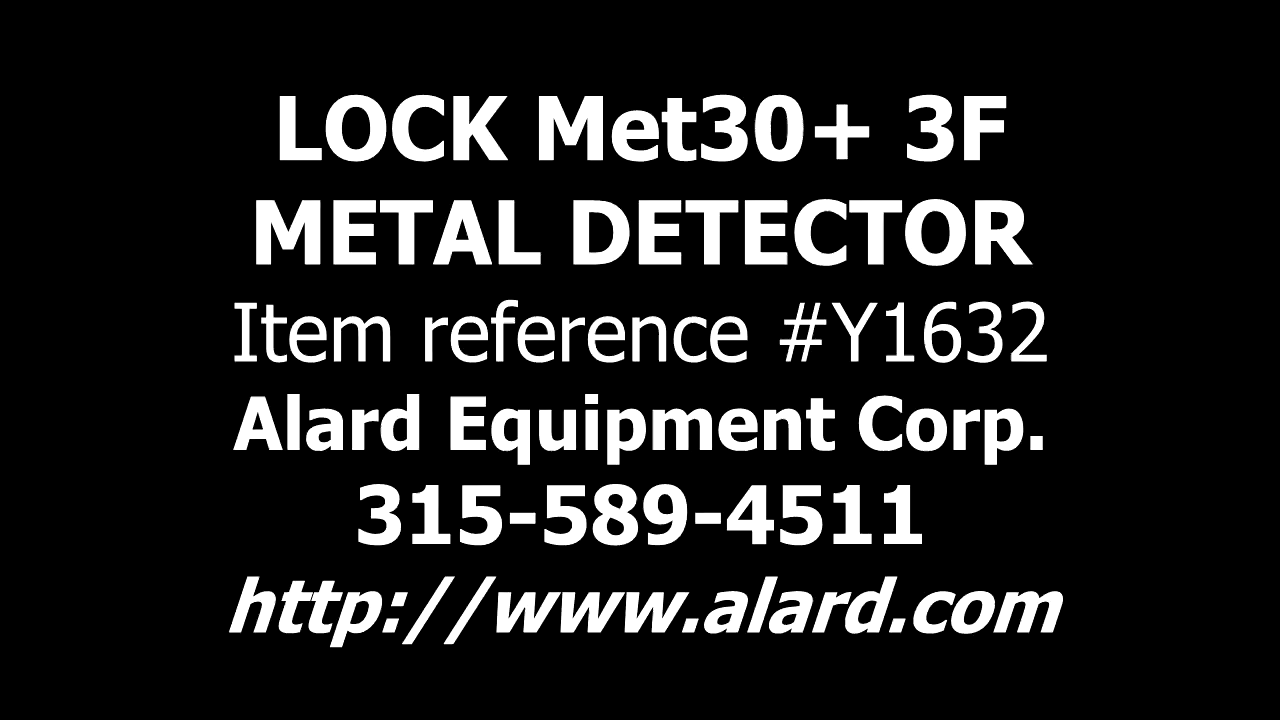 LOCK Met30+ 3F
METAL DETECTOR
Item reference #Y1632
Alard Equipment Corp.
315-589-4511
http://www.alard.com